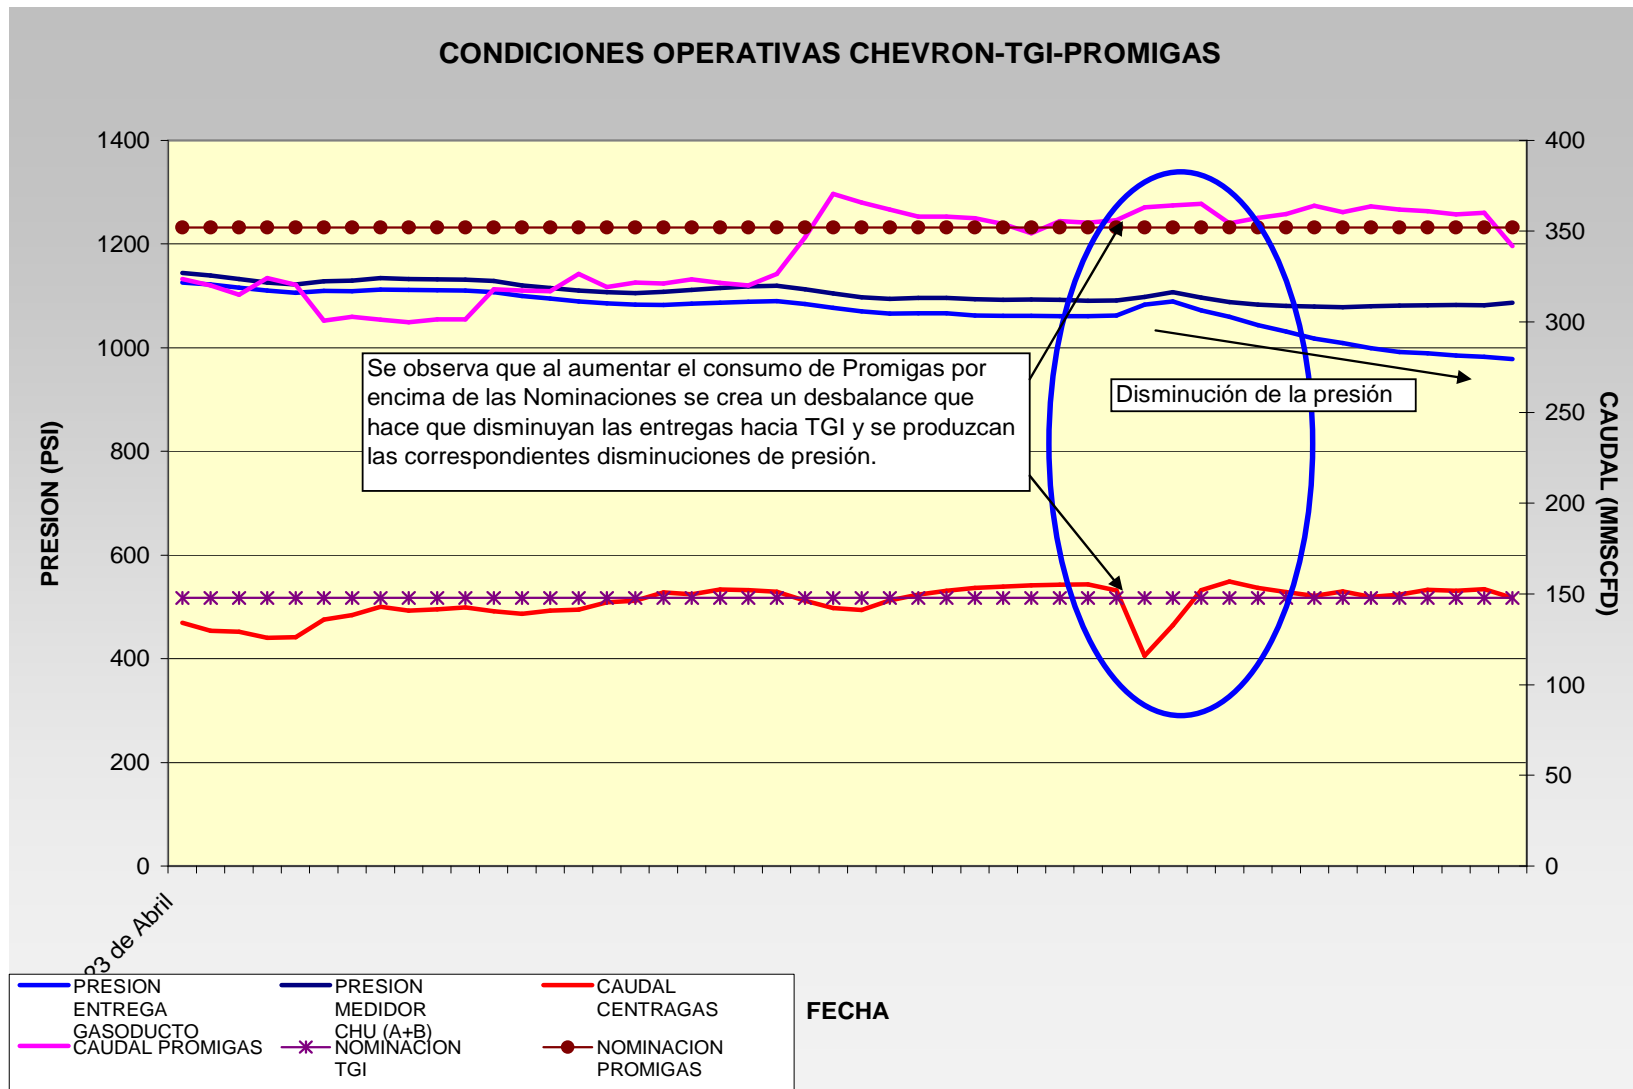 CONDICIONES OPERATIVAS CHEVRON-TGI-PROMIGAS
1400
1200
1000
800
600
400
200
0
PRESION (PSI)
400
350
300
250
200
150
100
50
0
CAUDAL (MMSCFD)
Se observa que al aumentar el consumo de Promigas por
encima de las Nominaciones se crea un desbalance que
hace que disminuyan las entregas hacia TGI y se produzcan
las correspondientes disminuciones de presión.
Disminución de la presión
23 de Abril
FECHA
PRESION
ENTREGA
GASODUCTO
PRESION
MEDIDOR
CHU (A+B)
CAUDAL
CENTRAGAS
CAUDAL PROMIGAS
NOMINACION
TGI
NOMINACION
PROMIGAS